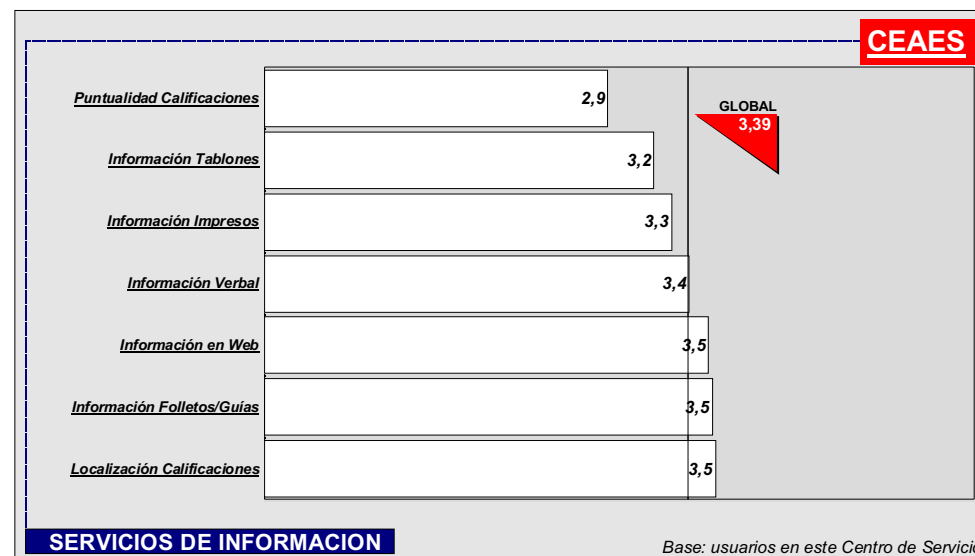 CEAES
Puntualidad Calificaciones 2,9
GLOBAL
3,39
Información Tablones 3,2
Información Impresos 3,3
Información Verbal 3,4
Información en Web 3,5
Información Folletos/Guías 3,5
Localización Calificaciones 3,5
SERVICIOS DE INFORMACION
Base: usuarios en este Centro de Servicio